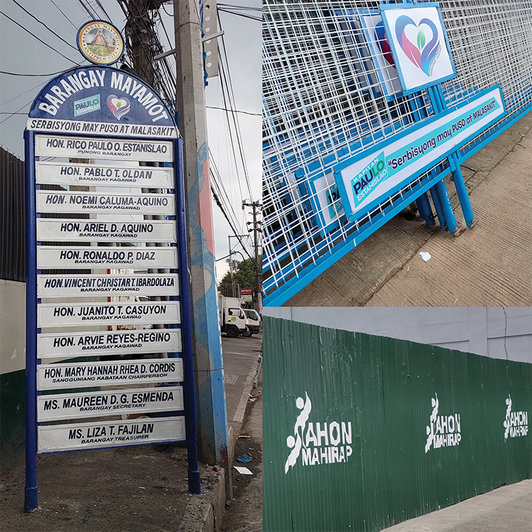 BARANGAY MAYAMOT
PAULO
SERBISYONG MAY PUSO AT MALASAKIT
HON. RICO PAULO O. ESTANISLAO
PUNONG BARANGAY
HON. PABLO T. OLDAN
BARANGAY KAGAWAD
HON. NOEMI CALUMA-AQUINO
BARANGAY KAGAWAD
HON. ARIEL D. AQUINO
BARANGAY KAGAWAD
HON. RONALDO P. DIAZ
BARANGAY KAGAWAD
HON. VINCENT CHRISTAR T. IBARDOLAZA
BARANGAY KAGAWAD
HON. JUANITO T. CASUYON
BARANGAY KAGAWAD
HON. ARVIE REYES-REGINO
BARANGAY KAGAWAD
HON. MARY HANNAH RHEA D. CORDIS
SANGGUNIANG KABATAAN CHAIRPERSON
MS. MAUREEN D.G. ESMENDA
BARANGAY SECRETARY
MS. LIZA T. FAJILAN
BARANGAY TREASURER
PAULO
ESTANISLAO
"Serbisyong may PUSO at MALASAKIT"
AHON
MAHIRAP
AHON
MAHIRAP
AHON
MAHIRAP